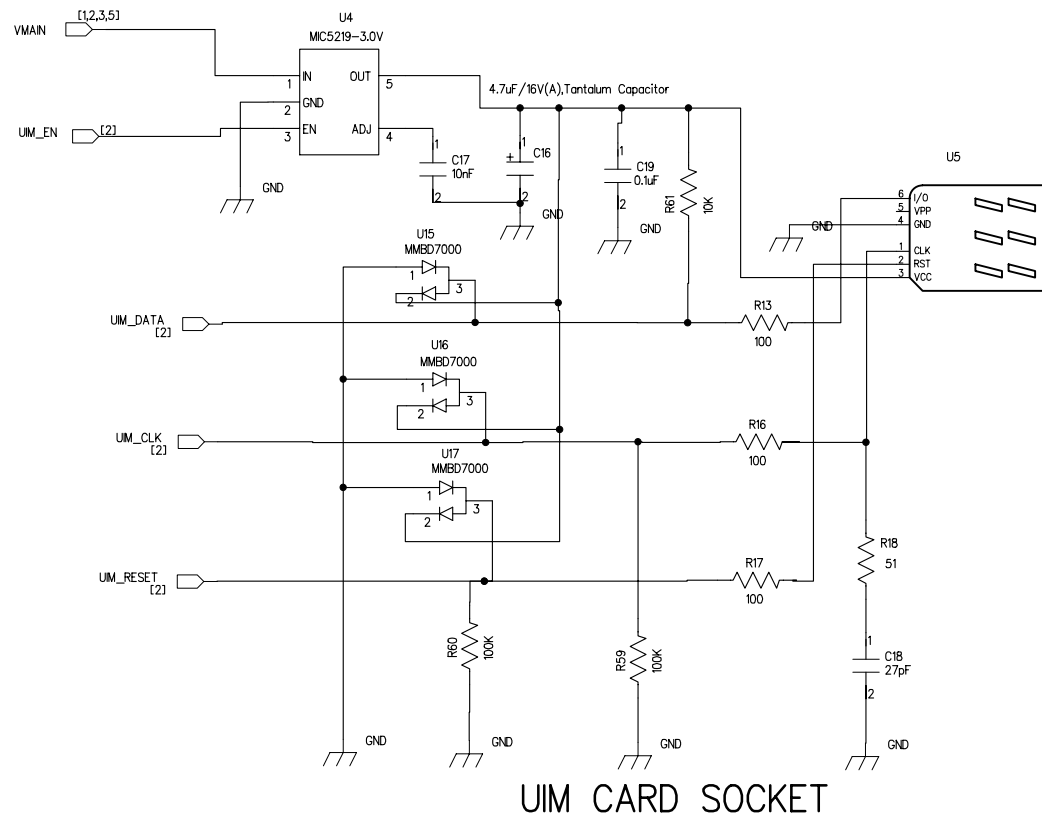 [1,2,3,5]
VMAIN
U4
MIC5219-3.0V
IN
OUT
1
5
GND
2
EN
ADJ
3
4
UIM_EN
[2]
GND
4.7uF/16V(A),Tantalum Capacitor
1
C17
10nF
2
1
+
C16
2
GND
1
C19
0.1uF
2
GND
R61
10K
U5
6
I/O
5
VPP
4
GND
GND
1
CLK
2
RST
3
VCC
U15
MMBD7000
1
2
3
UIM_DATA
[2]
R13
100
U16
MMBD7000
1
2
3
UIM_CLK
[2]
R16
100
U17
MMBD7000
1
2
3
UIM_RESET
[2]
R17
100
R18
51
R60
100K
R59
100K
1
C18
27pF
2
GND
GND
GND
GND
UIM CARD SOCKET